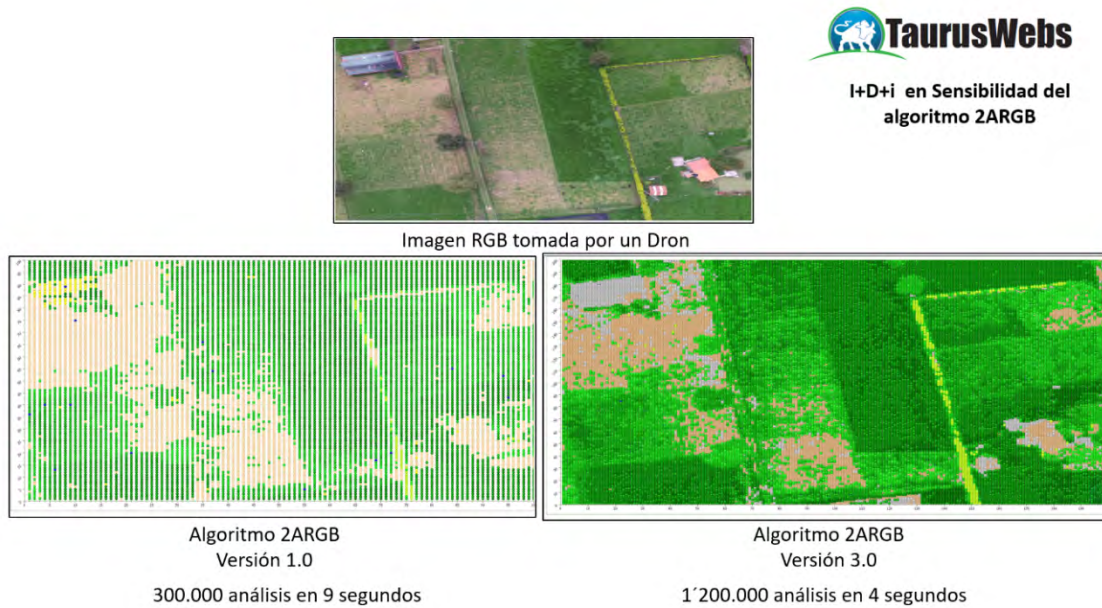 TaurusWebs
I+D+i en Sensibilidad del
algoritmo 2ARGB
Imagen RGB tomada por un Dron
Algoritmo 2ARGB
Versión 1.0
300.000 análisis en 9 segundos
Algoritmo 2ARGB
Versión 3.0
1´200.000 análisis en 4 segundos